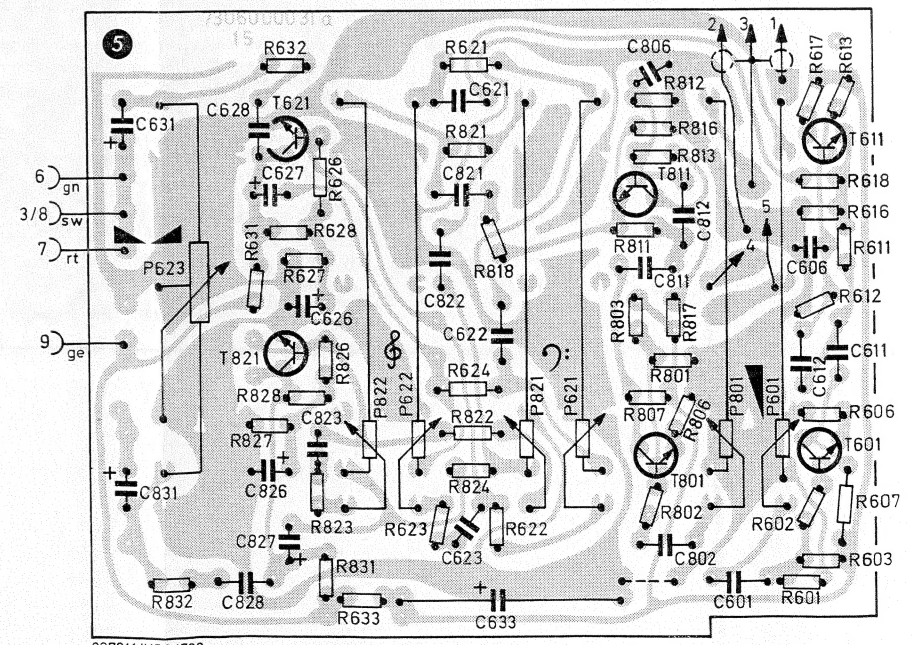 5
2 3 1
R632
R621
C806
R617
R613
C621
R812
C631
C628
T621
R821
R816
T611
R813
6 gn
C627
R626
C821
T811
R618
3/8 sw
C812
R616
7 rt
R631
R628
R818
R811
5
4
C606
R611
P623
R627
C822
C811
R612
C626
R803
R817
9 ge
T821
R826
C622
R801
C612
C611
R828
P822
P622
R624
P821
P621
R807
R806
P801
P601
R606
R827
C823
R822
T601
C831
C826
R824
T801
R607
R823
R623
C623
R622
R802
R602
C827
C802
R603
R831
R832
C828
R633
C633
C601
R601